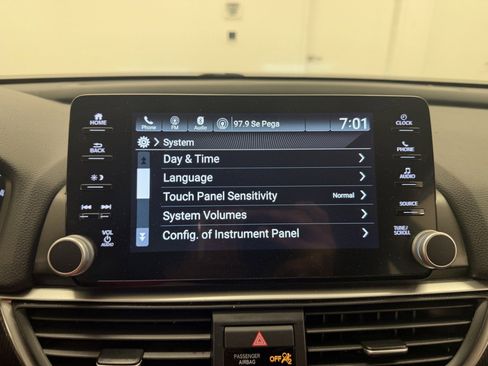 Phone
FM
Audio
97.9 Se Pega
7:01
System
Day & Time
Language
Touch Panel Sensitivity
Normal
System Volumes
Config. of Instrument Panel
HOME
BACK
VOL
AUDIO
CLOCK
PHONE
AUDIO
SOURCE
TUNE/
SCROLL
PASSENGER
AIRBAG
OFF